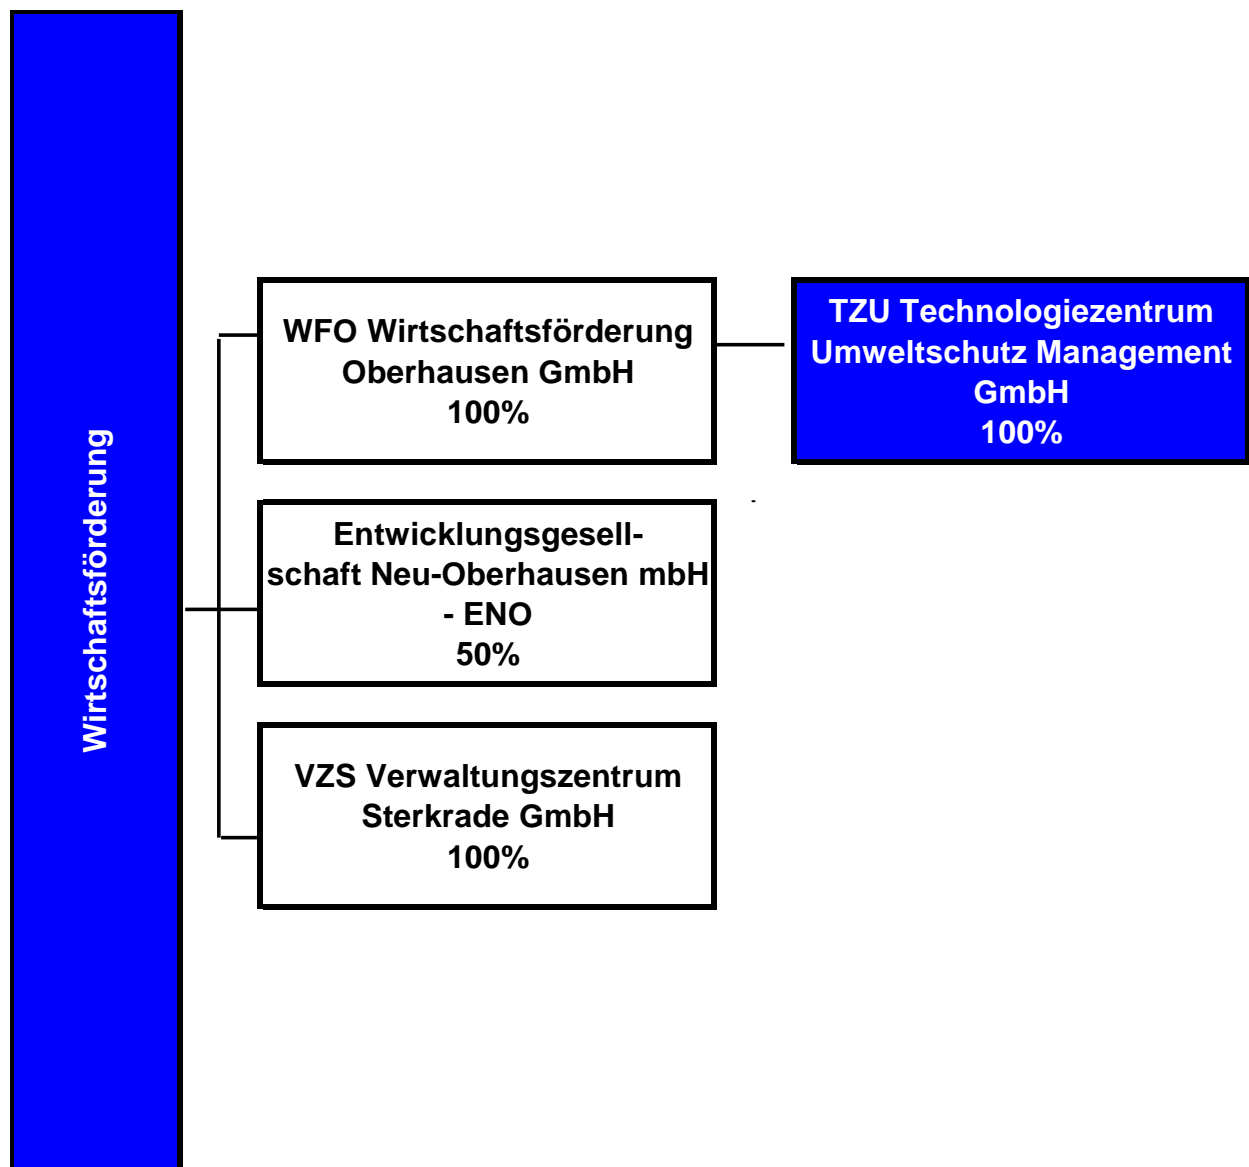 Wirtschaftsförderung
WFO Wirtschaftsförderung
Oberhausen GmbH
100%
TZU Technologiezentrum
Umweltschutz Management
GmbH
100%
Entwicklungsgesell-
schaft Neu-Oberhausen mbH
- ENO
50%
VZS Verwaltungszentrum
Sterkrade GmbH
100%